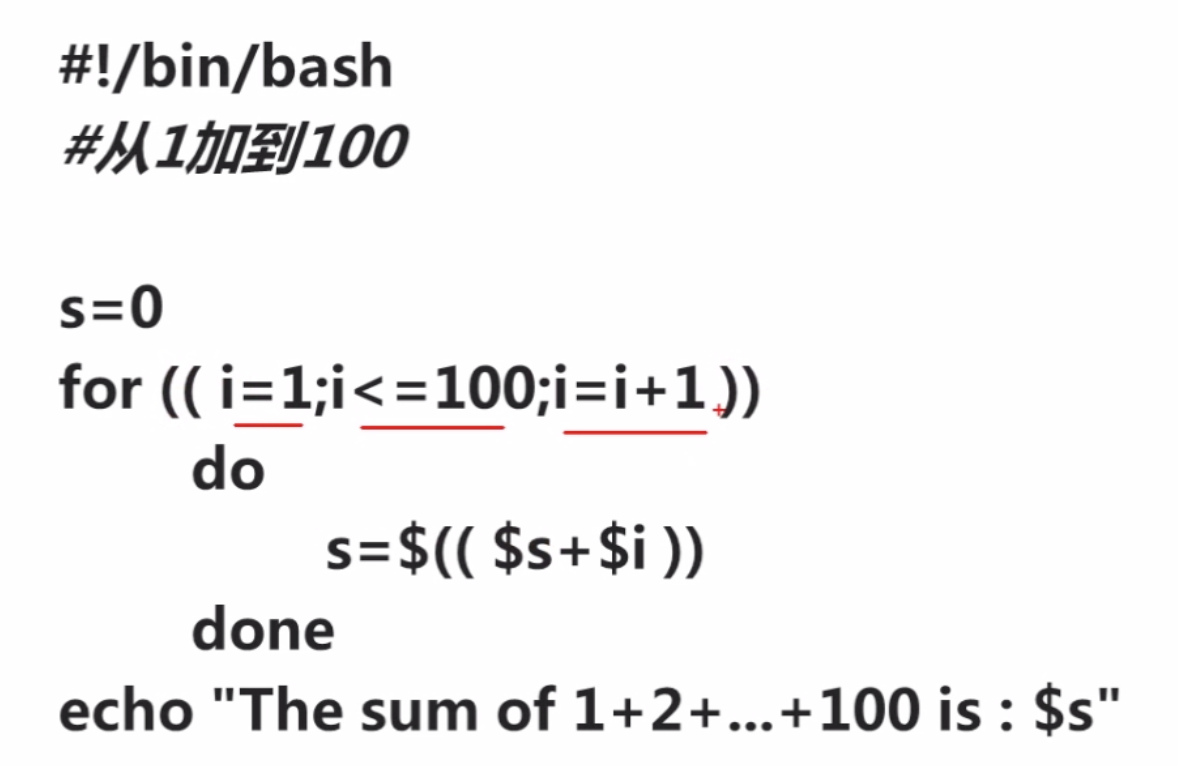 #!/bin/bash
#从1加到100
s=0
for (( i=1;i<=100;i=i+1 ))
do
s=$(( $s+$i ))
done
echo "The sum of 1+2+...+100 is : $s"